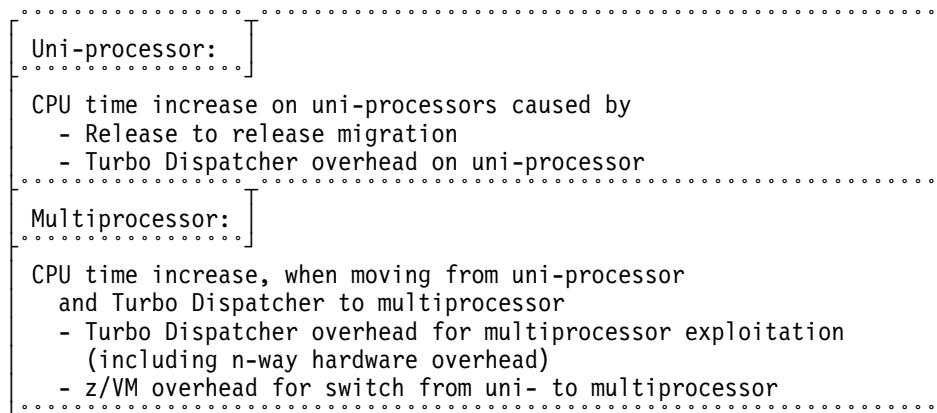 Uni-processor:
CPU time increase on uni-processors caused by
- Release to release migration
- Turbo Dispatcher overhead on uni-processor
Multiprocessor:
CPU time increase, when moving from uni-processor
and Turbo Dispatcher to multiprocessor
- Turbo Dispatcher overhead for multiprocessor exploitation
(including n-way hardware overhead)
- z/VM overhead for switch from uni- to multiprocessor